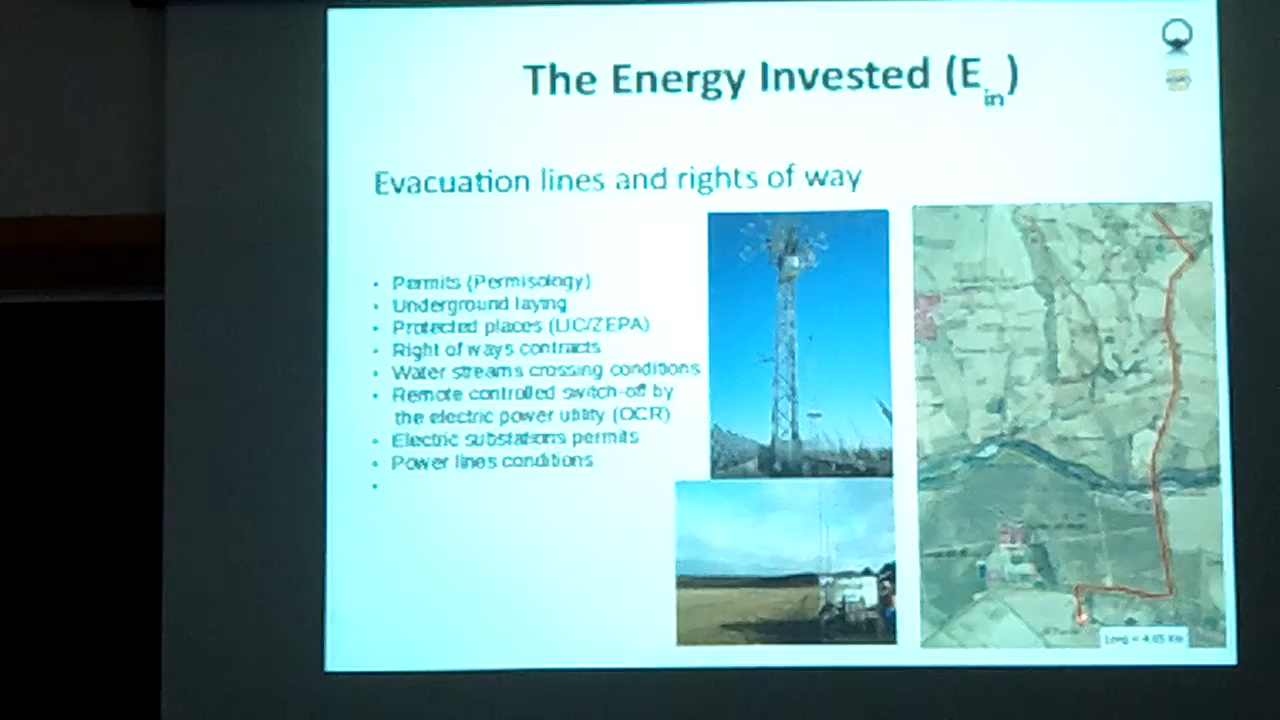 The Energy Invested (Ein)
Evacuation lines and rights of way
• Permits (Permisology)
• Underground laying
• Protected places (LIC/ZEPA)
• Right of ways contracts
• Water streams crossing conditions
• Remote controlled switch-off by
the electric power utility (OCR)
• Electric substations permits
• Power lines conditions
•
Long = 4.05 Km